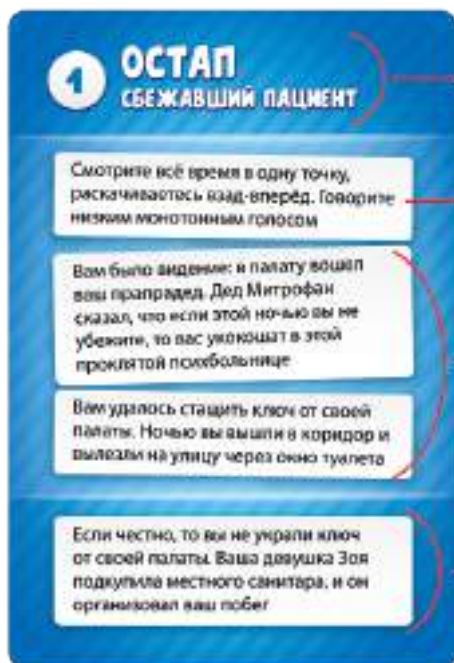 1
ОСТАП
СБЕЖАВШИЙ ПАЦИЕНТ
Смотрите всё время в одну точку,
раскачиваетесь взад-вперёд. Говорите
низким монотонным голосом
Вам было видение: в палату вошел
ваш прапрадед. Дед Митрофан
сказал, что если этой ночью вы не
убежите, то вас укокошат в этой
проклятой психбольнице
Вам удалось стащить ключ от своей
палаты. Ночью вы вышли в коридор и
вылезли на улицу через окно туалета
Если честно, то вы не украли ключ
от своей палаты. Ваша девушка Зоя
подкупила местного санитара, и он
организовал ваш побег